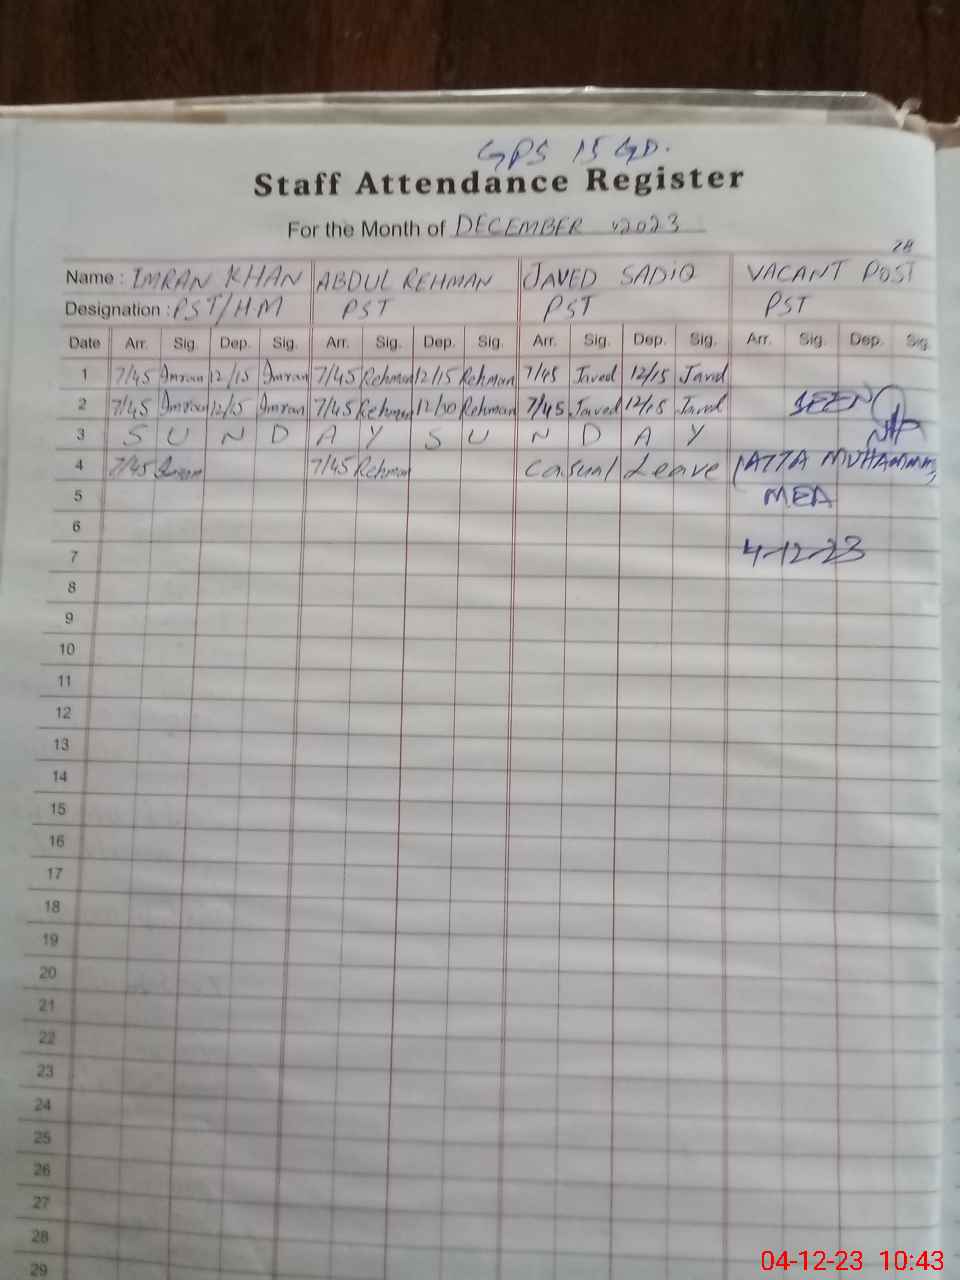 GPS 15 GD.
Staff Attendance Register
For the Month of DECEMBER 2023
28
Name : IMRAN KHAN ABDUL REHMAN JAVED SADIQ VACANT POST
Designation : PST/HM PST PST PST
Date Arr. Sig. Dep. Sig. Arr. Sig. Dep. Sig. Arr. Sig. Dep. Sig. Arr. Sig. Dep. Sig.
1 7/45 Imran 12/15 Imran 7/45 Rehman 12/15 Rehman 7/45 Javed 12/15 Javed
2 7/45 Imran 12/15 Imran 7/45 Rehman 12/30 Rehman 7/45 Javed 12/15 Javed SEEN
3 S U N D A Y S U N D A Y
4 7/45 Imran 7/45 Rehman Casual Leave (ATTA MUHAMMAD
5 MEA
6
7 4-12-23
8
9
10
11
12
13
14
15
16
17
18
19
20
21
22
23
24
25
26
27
28
29
04-12-23 10:43